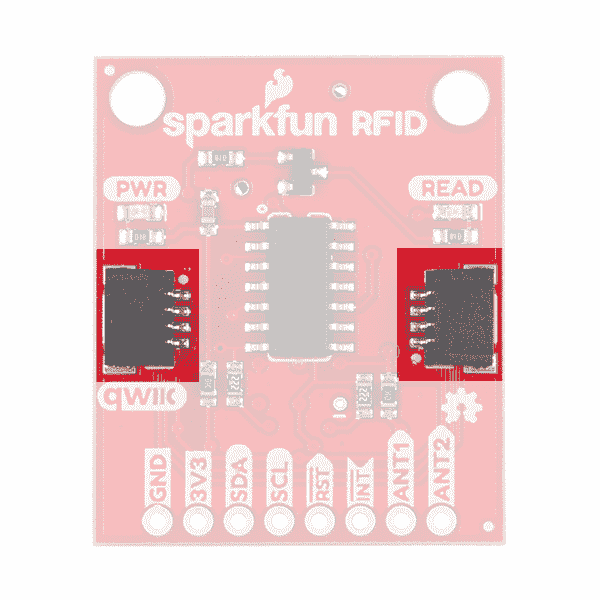 sparkfun RFID
PWR
READ
qwiic
GND
3V3
SDA
SCL
RST
INT
ANT1
ANT2